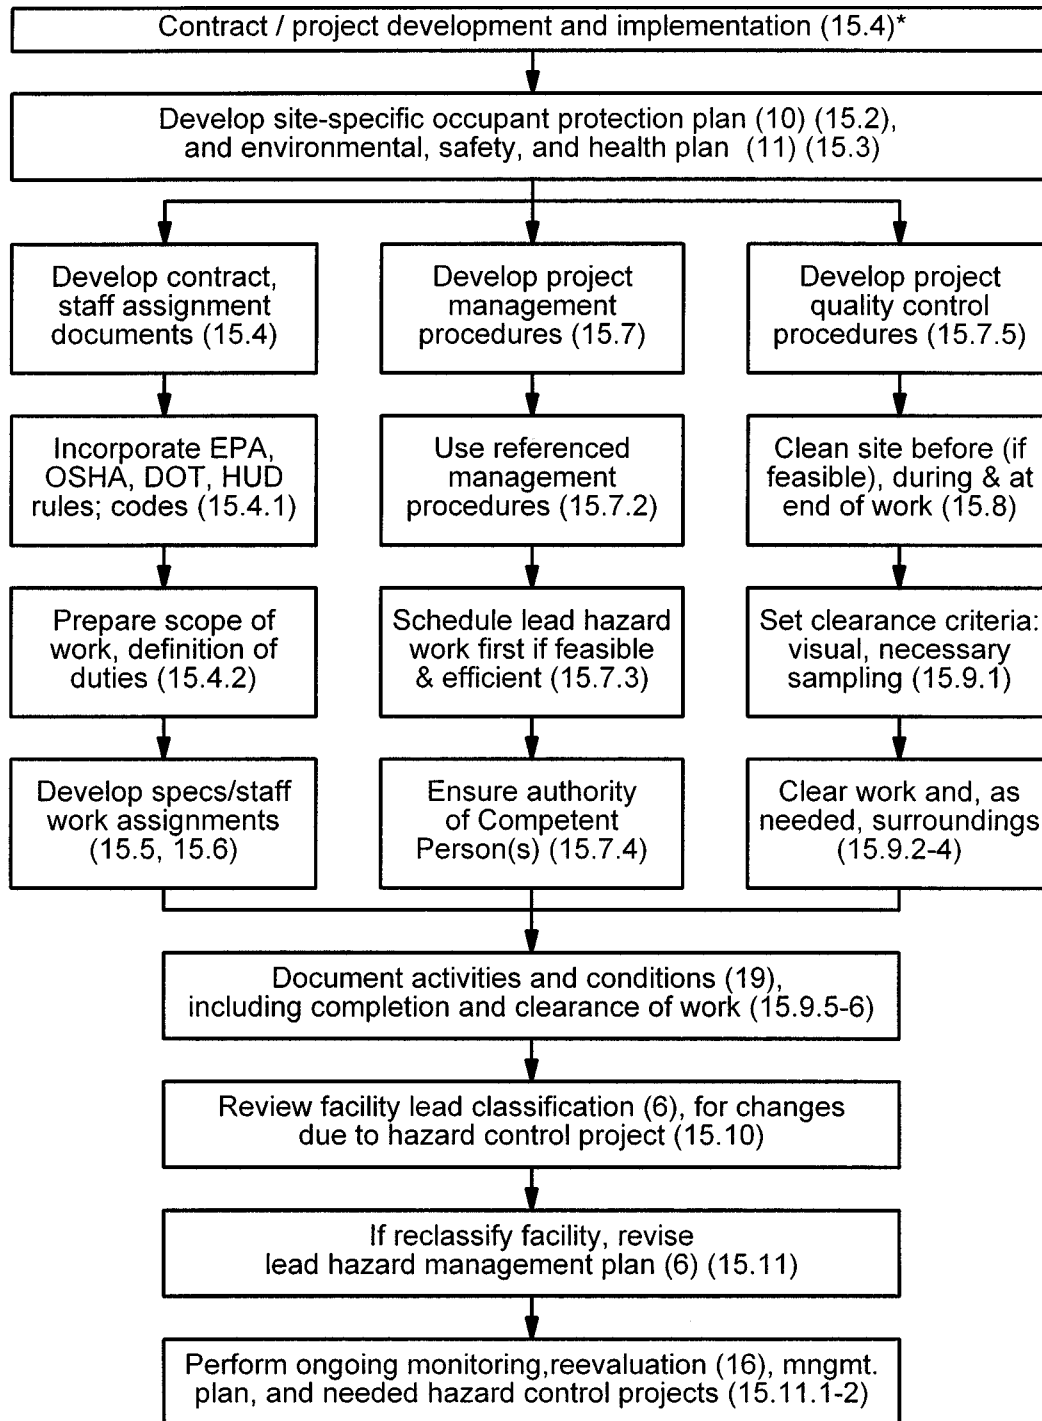 Contract / project development and implementation (15.4)*
Develop site-specific occupant protection plan (10) (15.2),
and environmental, safety, and health plan (11) (15.3)
Develop contract,
staff assignment
documents (15.4)
Develop project
management
procedures (15.7)
Develop project
quality control
procedures (15.7.5)
Incorporate EPA,
OSHA, DOT, HUD
rules; codes (15.4.1)
Use referenced
management
procedures (15.7.2)
Clean site before (if
feasible), during & at
end of work (15.8)
Prepare scope of
work, definition of
duties (15.4.2)
Schedule lead hazard
work first if feasible
& efficient (15.7.3)
Set clearance criteria:
visual, necessary
sampling (15.9.1)
Develop specs/staff
work assignments
(15.5, 15.6)
Ensure authority
of Competent
Person(s) (15.7.4)
Clear work and, as
needed, surroundings
(15.9.2-4)
Document activities and conditions (19),
including completion and clearance of work (15.9.5-6)
Review facility lead classification (6), for changes
due to hazard control project (15.10)
If reclassify facility, revise
lead hazard management plan (6) (15.11)
Perform ongoing monitoring,reevaluation (16), mngmt.
plan, and needed hazard control projects (15.11.1-2)